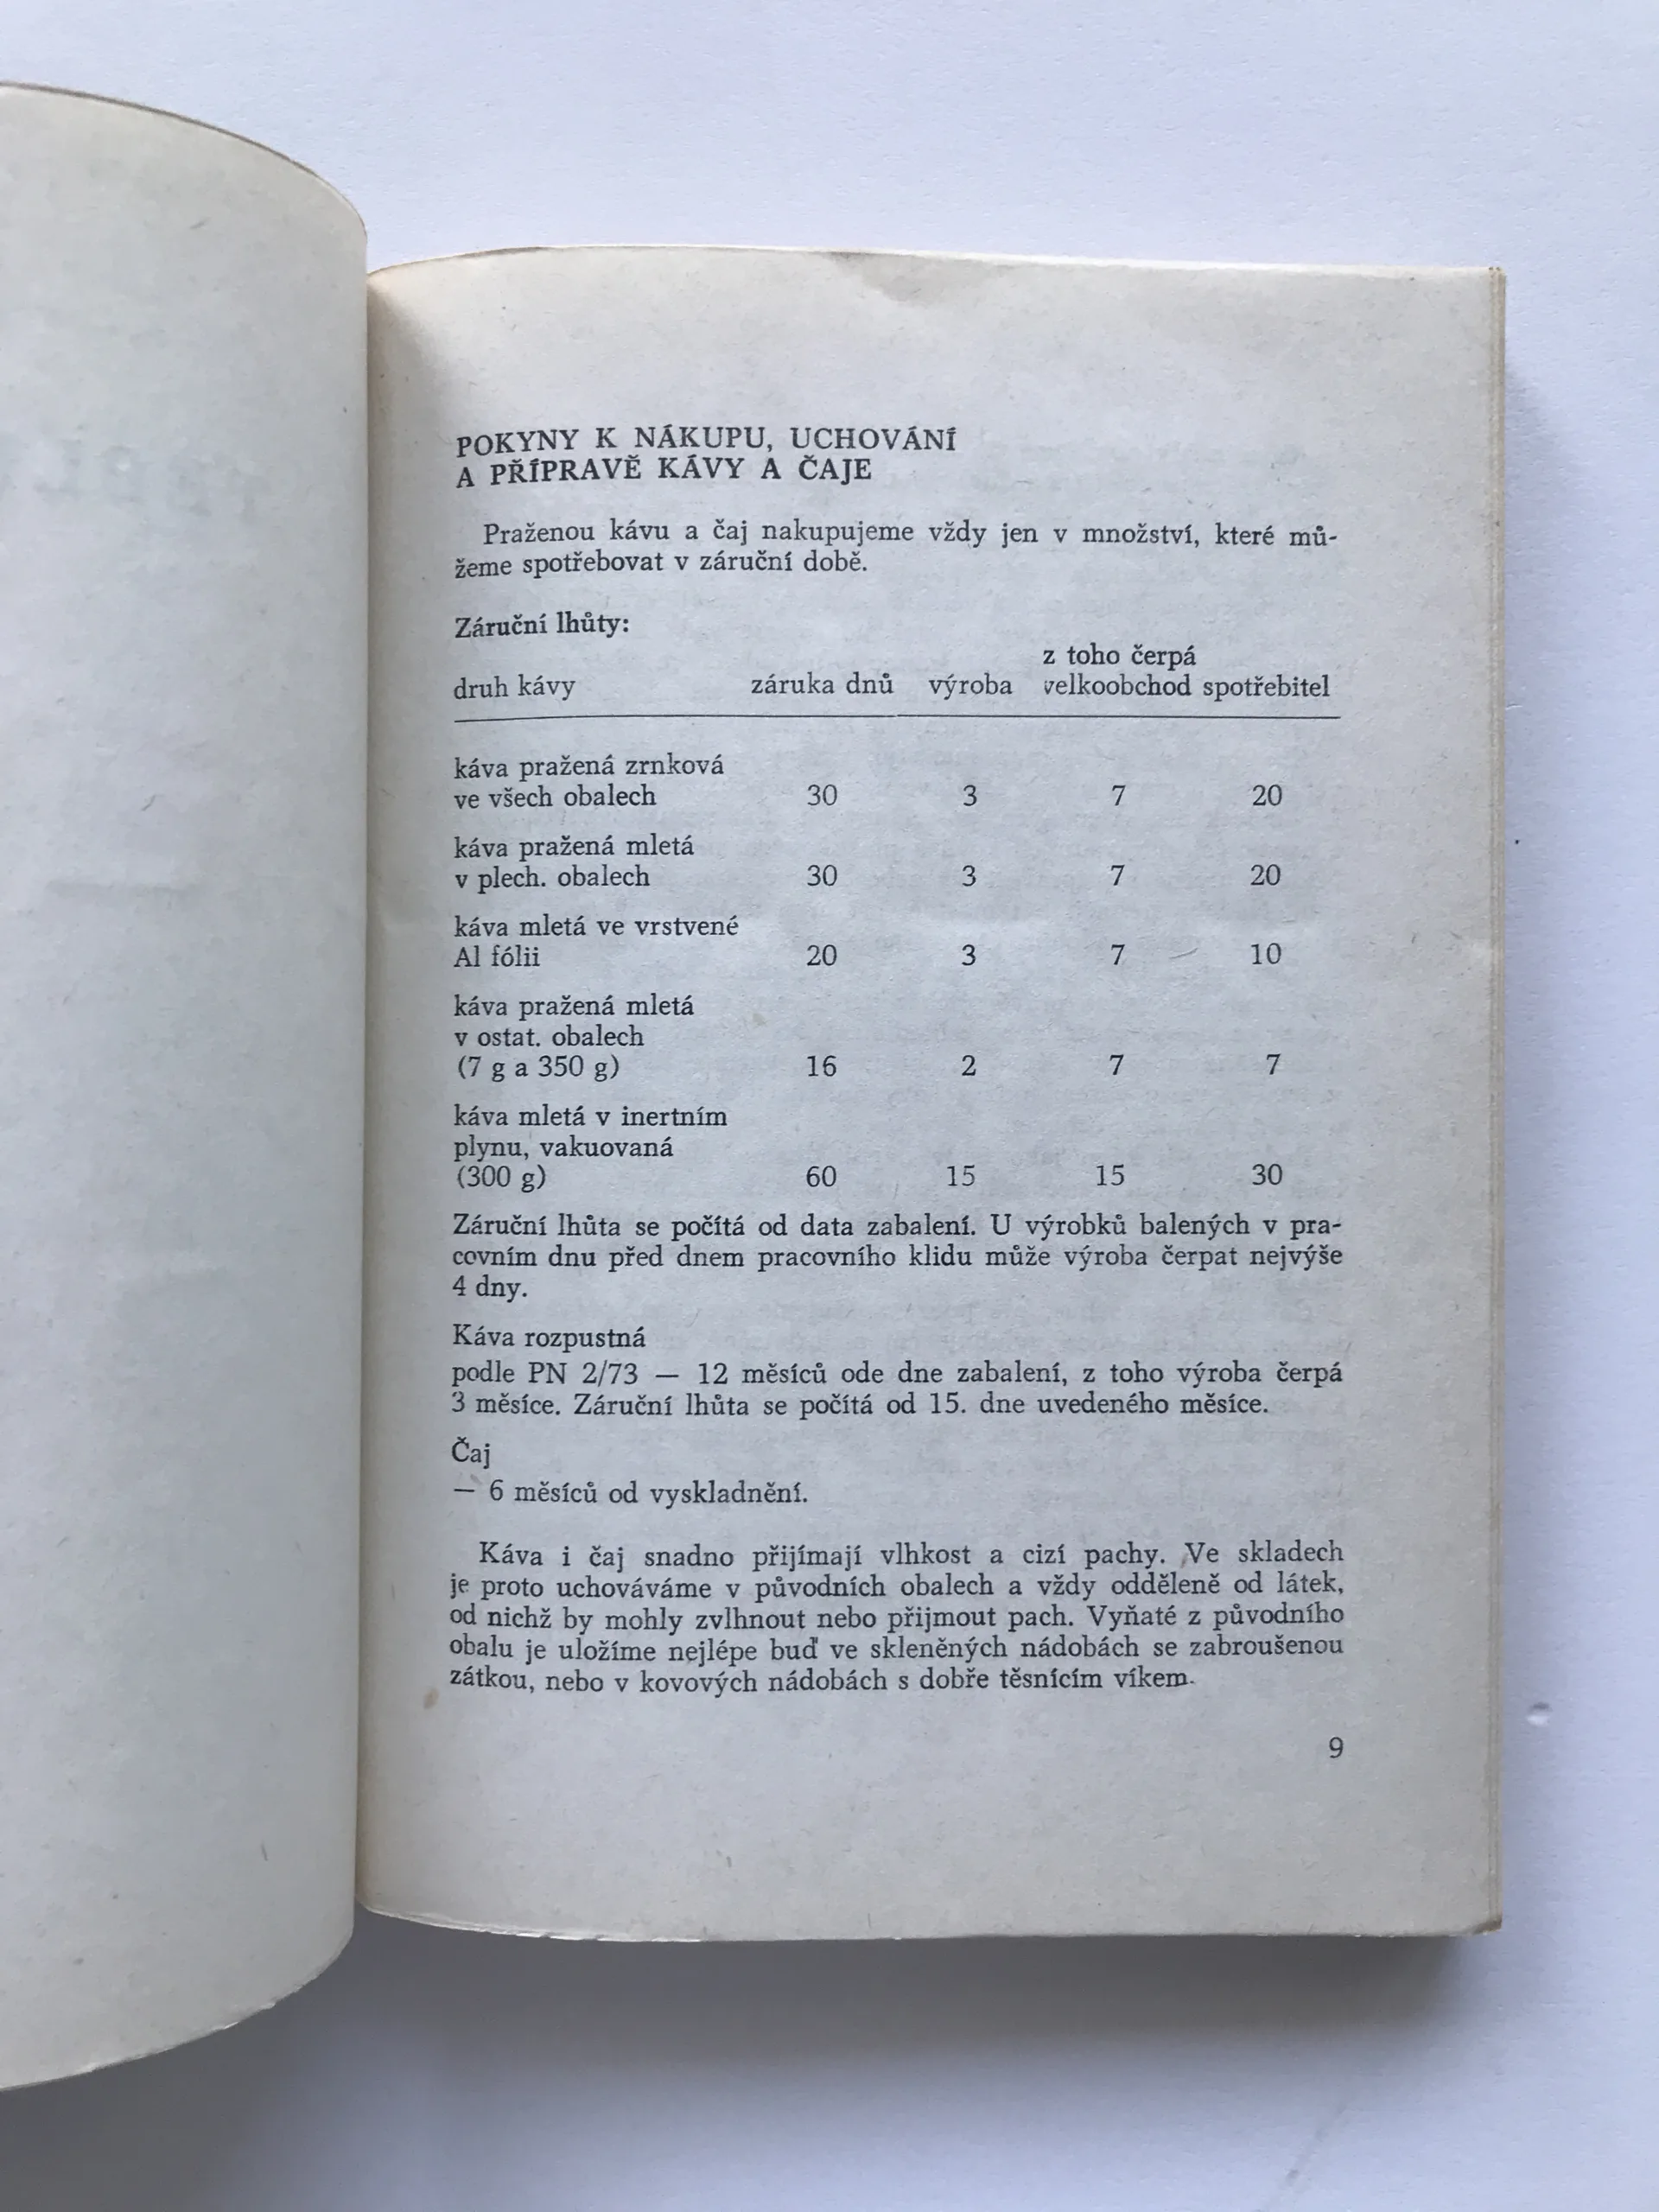 POKYNY K NÁKUPU, UCHOVÁNÍ
A PŘÍPRAVĚ KÁVY A ČAJE
Praženou kávu a čaj nakupujeme vždy jen v množství, které mů-
žeme spotřebovat v záruční době.
Záruční lhůty:
z toho čerpá
druh kávy záruka dnů výroba velkoobchod spotřebitel
káva pražená zrnková
ve všech obalech 30 3 7 20
káva pražená mletá
v plech. obalech 30 3 7 20
káva mletá ve vrstvené
Al fólii 20 3 7 10
káva pražená mletá
v ostat. obalech
(7 g a 350 g) 16 2 7 7
káva mletá v inertním
plynu, vakuovaná
(300 g) 60 15 15 30
Záruční lhůta se počítá od data zabalení. U výrobků balených v pra-
covním dnu před dnem pracovního klidu může výroba čerpat nejvýše
4 dny.
Káva rozpustná
podle PN 2/73 — 12 měsíců ode dne zabalení, z toho výroba čerpá
3 měsíce. Záruční lhůta se počítá od 15. dne uvedeného měsíce.
Čaj
— 6 měsíců od vyskladnění.
Káva i čaj snadno přijímají vlhkost a cizí pachy. Ve skladech
je proto uchováváme v původních obalech a vždy odděleně od látek,
od nichž by mohly zvlhnout nebo přijmout pach. Vyňaté z původního
obalu je uložíme nejlépe buď ve skleněných nádobách se zabroušenou
zátkou, nebo v kovových nádobách s dobře těsnícím víkem.
9